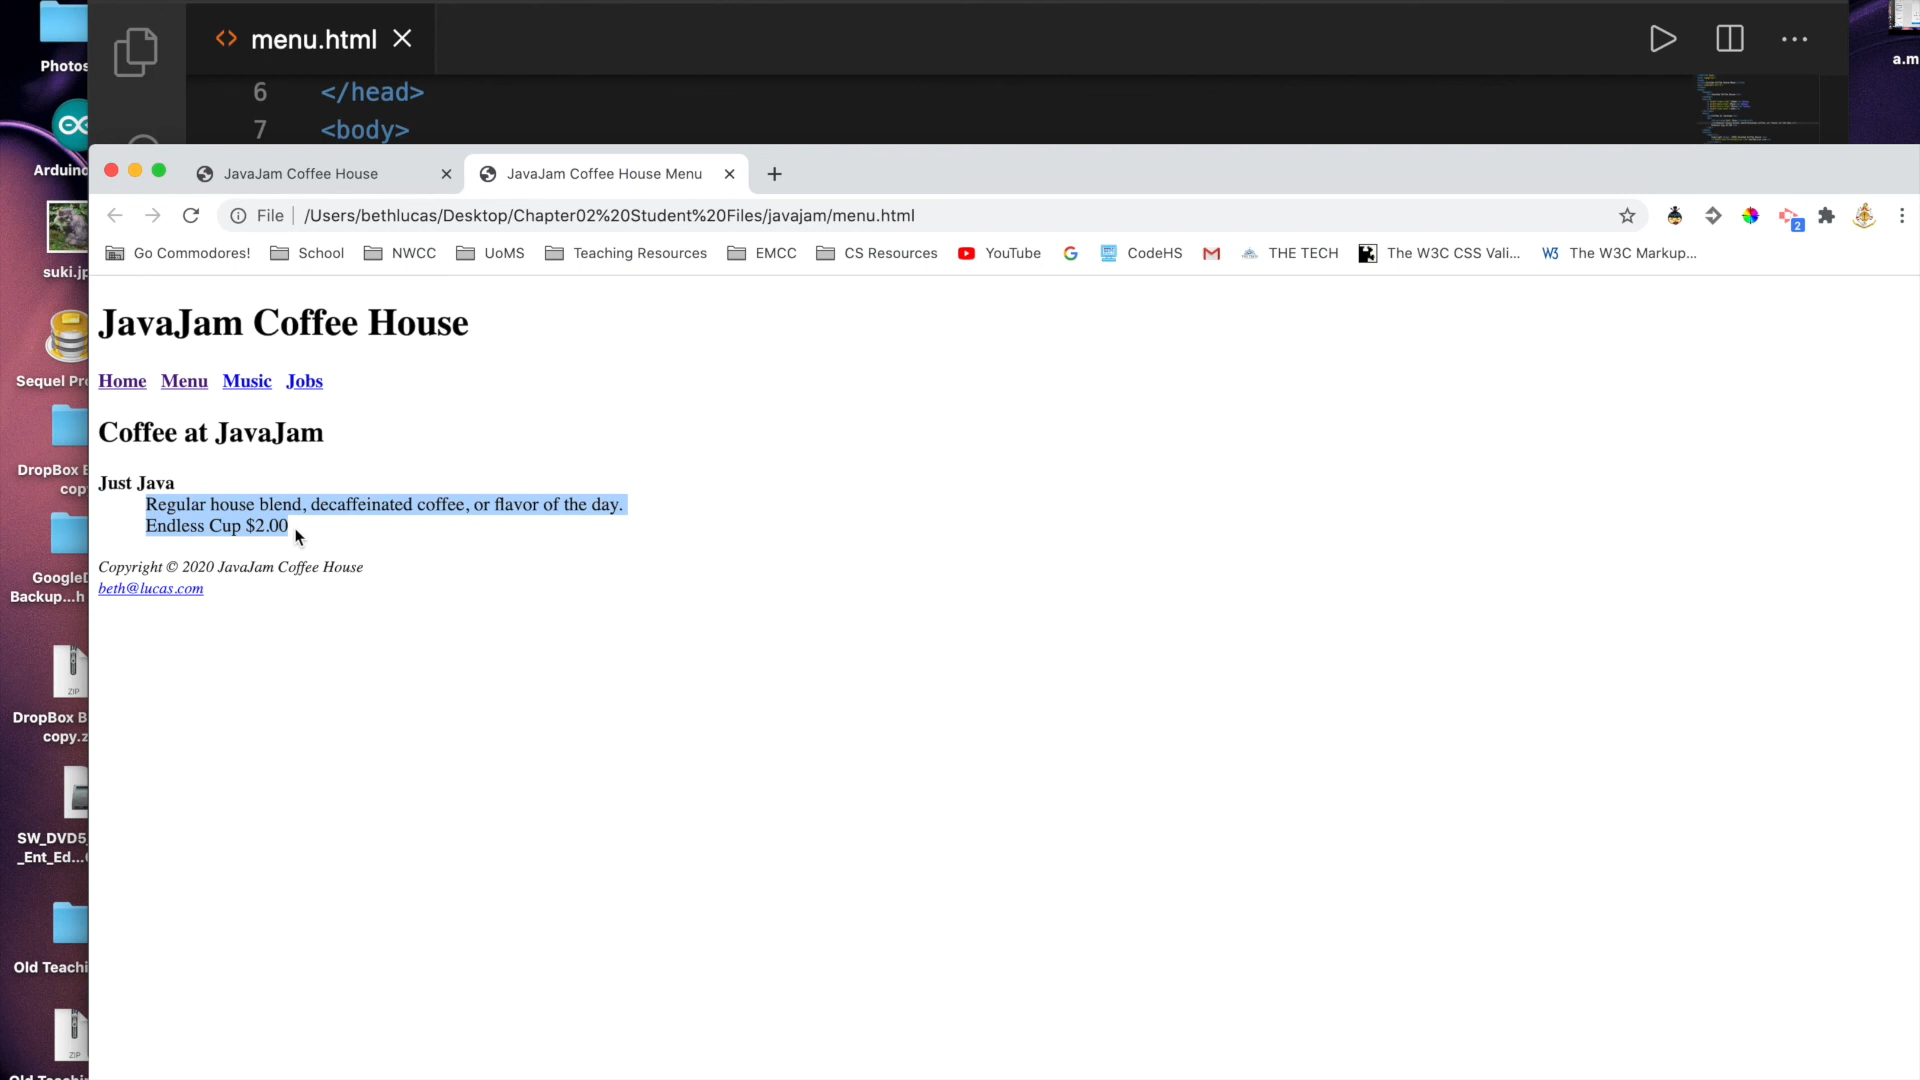 Photos
menu.html
a.m
6 </head>
7 <body>
Arduino
JavaJam Coffee House
JavaJam Coffee House Menu
File
/Users/bethlucas/Desktop/Chapter02%20Student%20Files/javajam/menu.html
2
Go Commodores! School NWCC UoMS Teaching Resources EMCC CS Resources YouTube CodeHS THE TECH The W3C CSS Vali... W3 The W3C Markup...
suki.jp
JavaJam Coffee House
Sequel Pr
Home Menu Music Jobs
Coffee at JavaJam
DropBox B
cop
Just Java
Regular house blend, decaffeinated coffee, or flavor of the day.
Endless Cup $2.00
Copyright © 2020 JavaJam Coffee House
beth@lucas.com
Backup...h
ZIP
DropBox B
copy.z
SW_DVD5
_Ent_Ed...
Old Teachi
ZIP